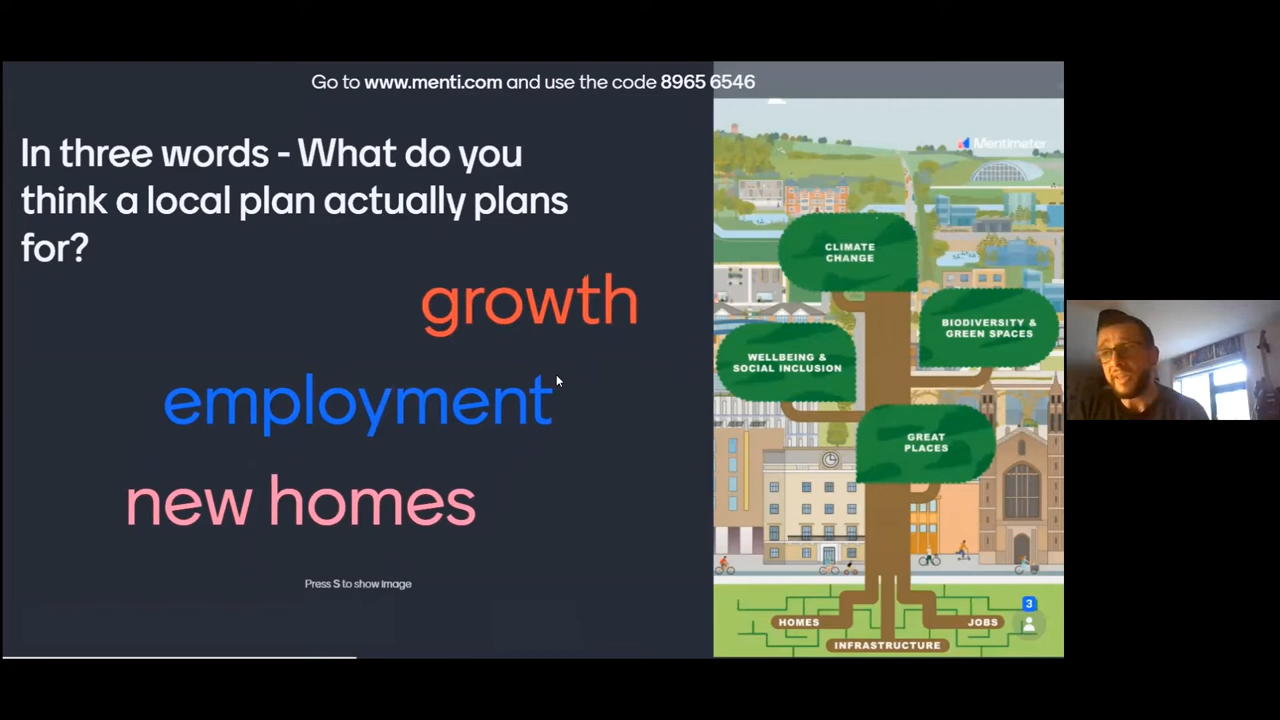 Go to www.menti.com and use the code 8965 6546
In three words - What do you
think a local plan actually plans
for?
growth
employment
new homes
Press S to show image
Mentimeter
CLIMATE
CHANGE
BIODIVERSITY &
GREEN SPACES
WELLBEING &
SOCIAL INCLUSION
GREAT
PLACES
HOMES
JOBS
INFRASTRUCTURE
3